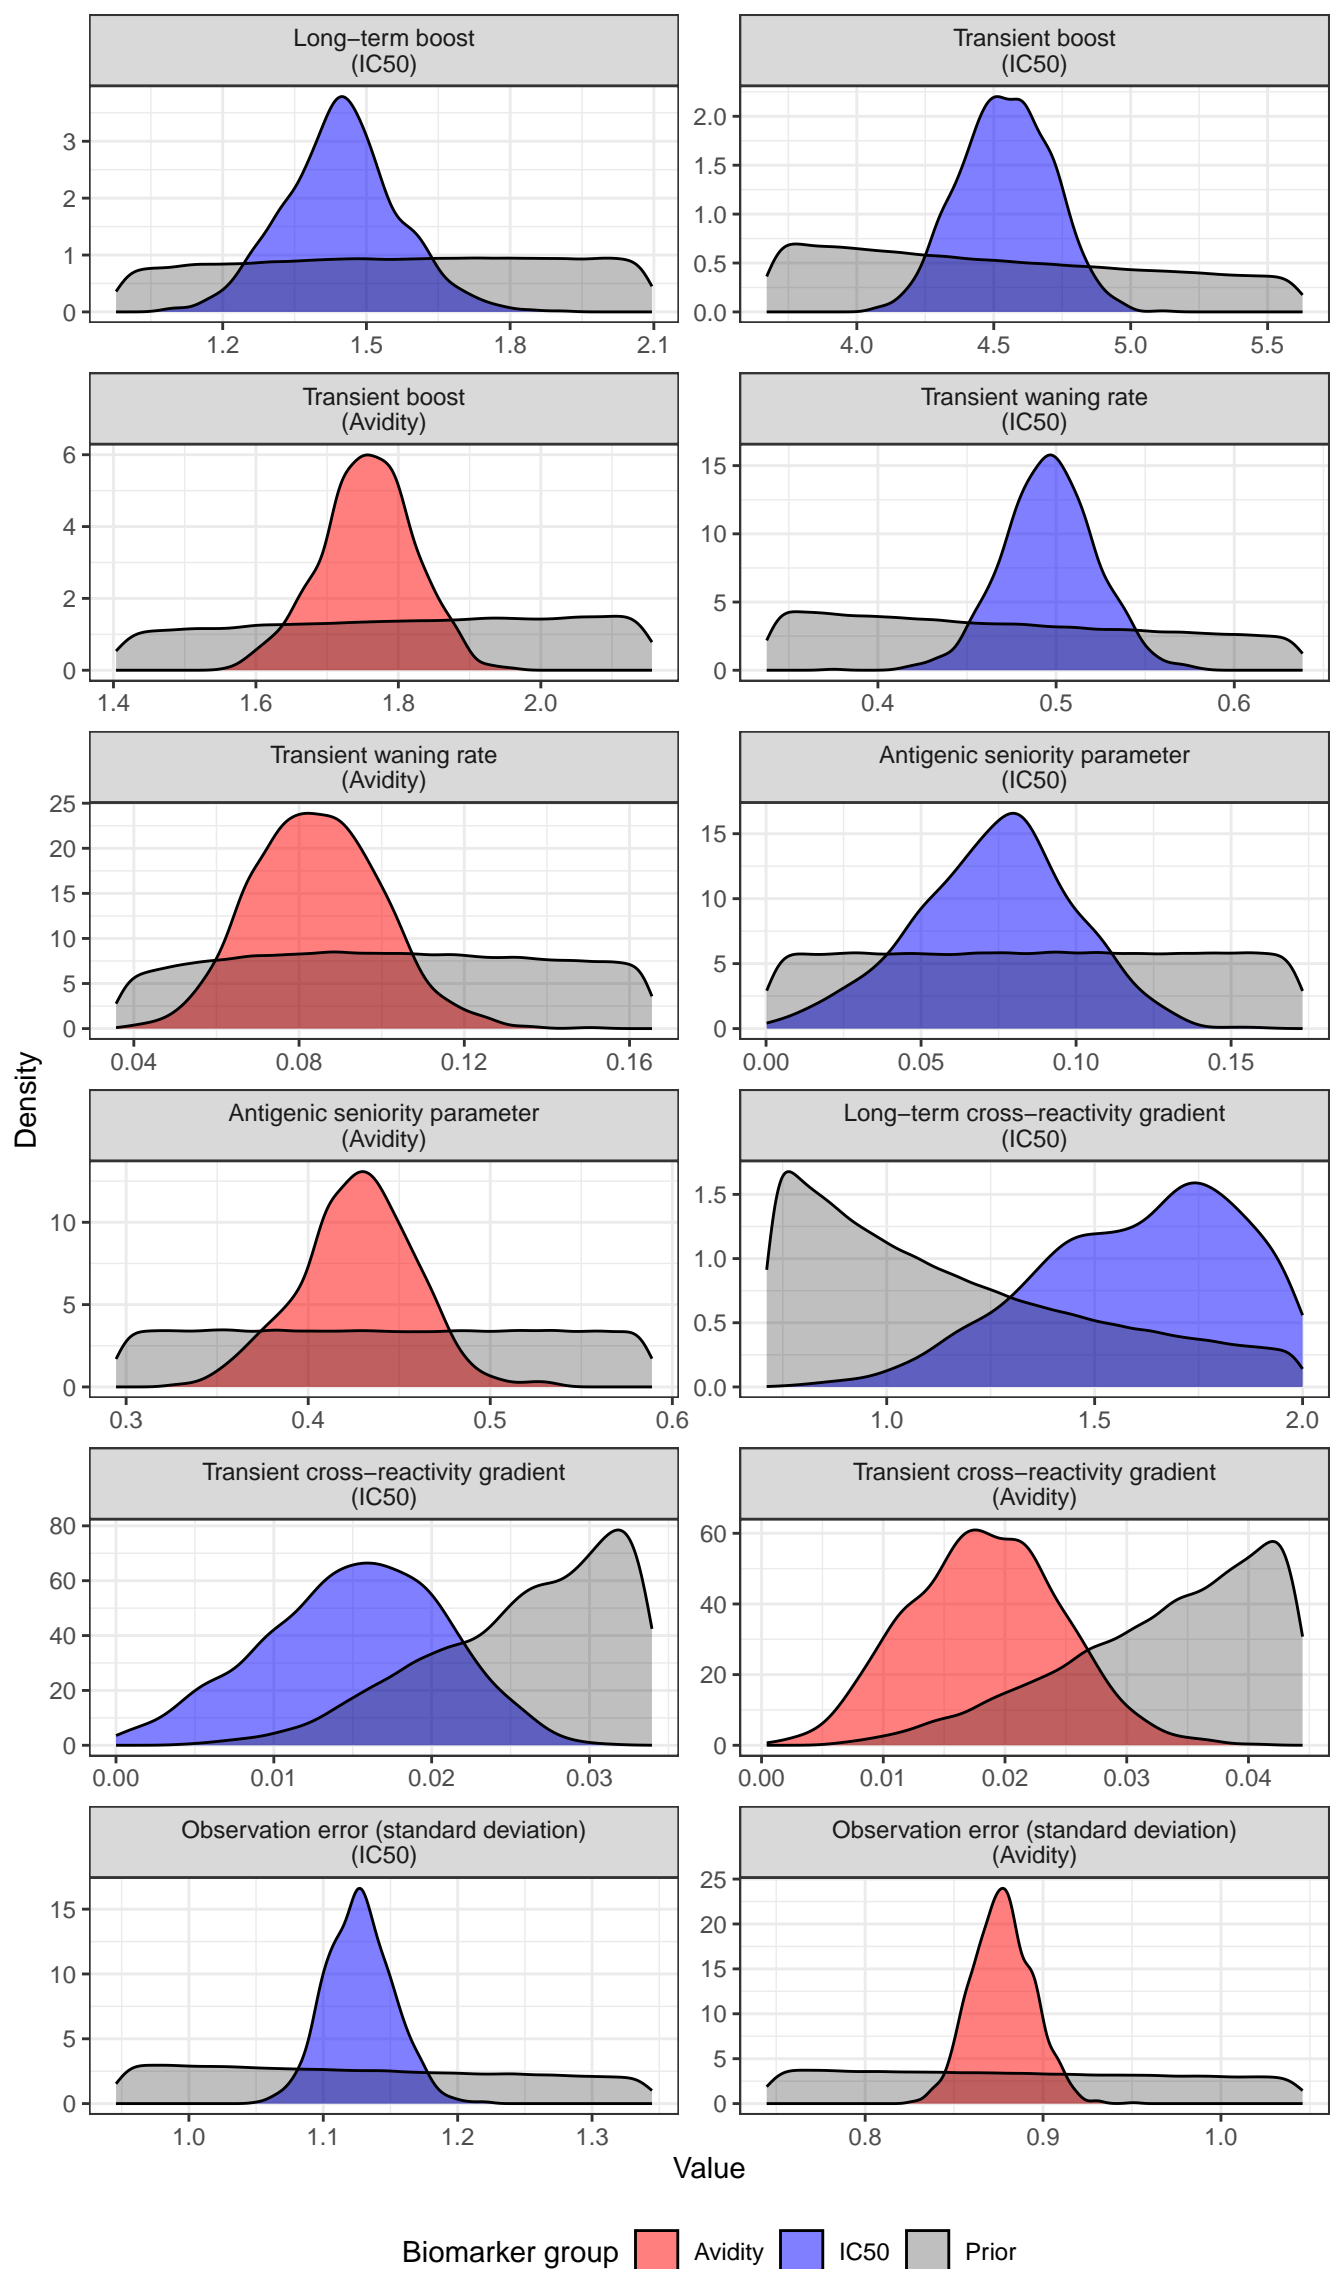 Long−term boost
(IC50)
Transient boost
(IC50)
3
2
1
0
1.2 1.5 1.8 2.1
2.0
1.5
1.0
0.5
0.0
4.0 4.5 5.0 5.5
Transient boost
(Avidity)
Transient waning rate
(IC50)
6
4
2
0
1.4 1.6 1.8 2.0
15
10
5
0
0.4 0.5 0.6
Transient waning rate
(Avidity)
Antigenic seniority parameter
(IC50)
25
20
15
10
5
0
0.04 0.08 0.12 0.16
15
10
5
0
0.00 0.05 0.10 0.15
Density
Antigenic seniority parameter
(Avidity)
Long−term cross−reactivity gradient
(IC50)
10
5
0
0.3 0.4 0.5 0.6
1.5
1.0
0.5
0.0
1.0 1.5 2.0
Transient cross−reactivity gradient
(IC50)
Transient cross−reactivity gradient
(Avidity)
80
60
40
20
0
0.00 0.01 0.02 0.03
60
40
20
0
0.00 0.01 0.02 0.03 0.04
Observation error (standard deviation)
(IC50)
Observation error (standard deviation)
(Avidity)
15
10
5
0
1.0 1.1 1.2 1.3
25
20
15
10
5
0
0.8 0.9 1.0
Value
Biomarker group Avidity IC50 Prior